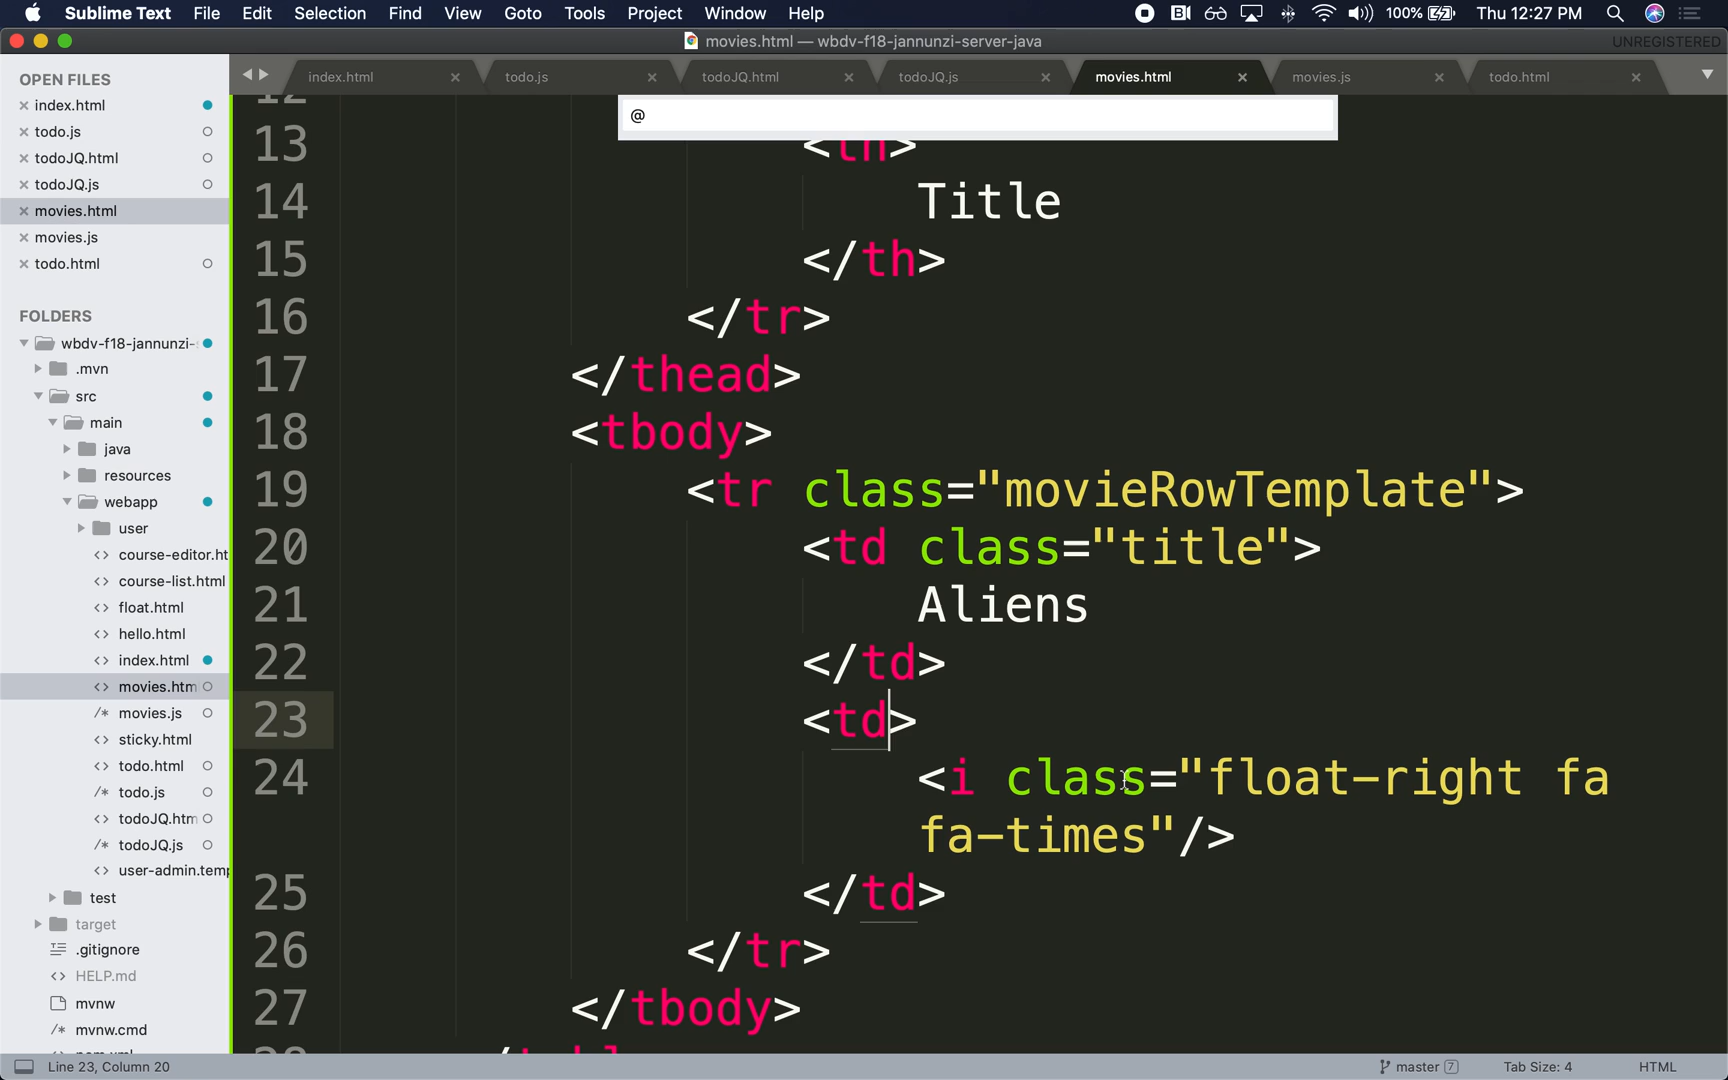 Sublime Text File Edit Selection Find View Goto Tools Project Window Help 100% Thu 12:27 PM
movies.html — wbdv-f18-jannunzi-server-java UNREGISTERED
OPEN FILES
index.html
todo.js
todoJQ.html
todoJQ.js
movies.html
movies.js
todo.html
FOLDERS
wbdv-f18-jannunzi-
.mvn
src
main
java
resources
webapp
user
course-editor.ht
course-list.html
float.html
hello.html
index.html
movies.htm
movies.js
sticky.html
todo.html
todo.js
todoJQ.htm
todoJQ.js
user-admin.temp
test
target
.gitignore
HELP.md
mvnw
mvnw.cmd
index.html todo.js todoJQ.html todoJQ.js movies.html movies.js todo.html
@
12
13 <th>
14 Title
15 </th>
16 </tr>
17 </thead>
18 <tbody>
19 <tr class="movieRowTemplate">
20 <td class="title">
21 Aliens
22 </td>
23 <td>
24 <i class="float-right fa
fa-times"/>
25 </td>
26 </tr>
27 </tbody>
Line 23, Column 20 master 7 Tab Size: 4 HTML